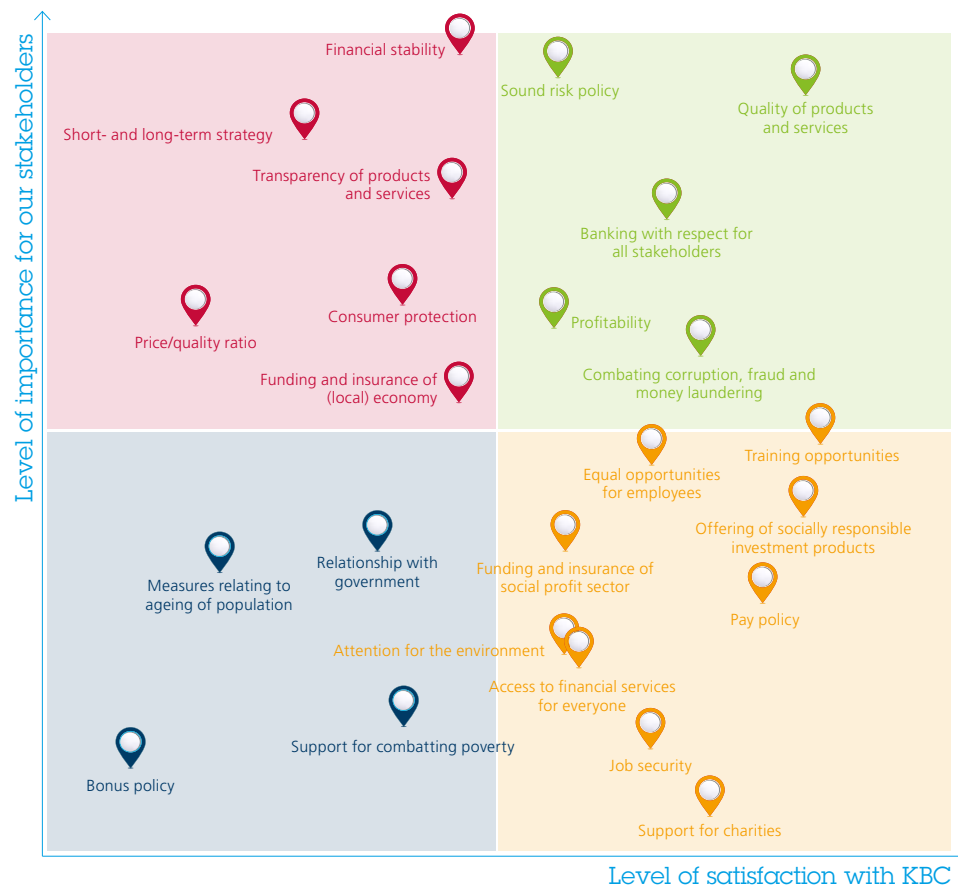 Level of importance for our stakeholders
Financial stability
Sound risk policy
Quality of products
and services
Short- and long-term strategy
Transparency of products
and services
Banking with respect for
all stakeholders
Consumer protection
Profitability
Price/quality ratio
Funding and insurance of
(local) economy
Combating corruption, fraud and
money laundering
Training opportunities
Equal opportunities
for employees
Offering of socially responsible
investment products
Relationship with
government
Funding and insurance of
social profit sector
Measures relating to
ageing of population
Pay policy
Attention for the environment
Access to financial services
for everyone
Support for combatting poverty
Job security
Bonus policy
Support for charities
Level of satisfaction with KBC